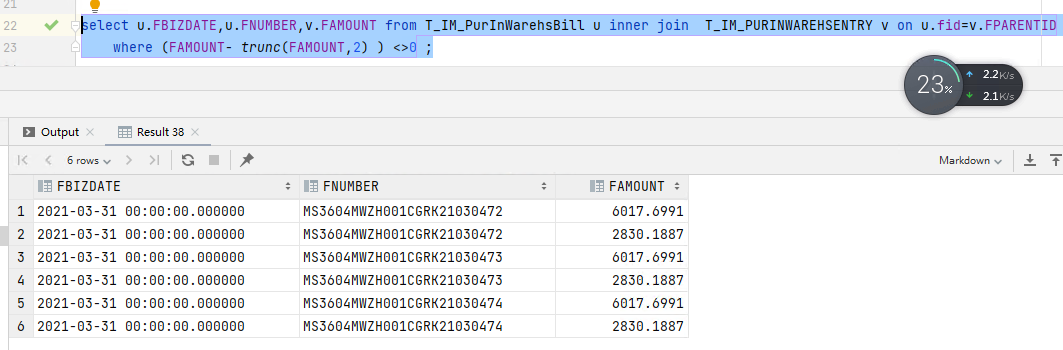 21
22 select u.FBIZDATE,u.FNUMBER,v.FAMOUNT from T_IM_PurInWarehsBill u inner join  T_IM_PURINWAREHSENTRY v on u.fid=v.FPARENTID
23 where (FAMOUNT- trunc(FAMOUNT,2) ) <>0 ;
23% 2.2K/s
2.1K/s
Output × Result 38 ×
6 rows Markdown
FBIZDATE FNUMBER FAMOUNT
1 2021-03-31 00:00:00.000000 MS3604MWZH001CGRK21030472 6017.6991
2 2021-03-31 00:00:00.000000 MS3604MWZH001CGRK21030472 2830.1887
3 2021-03-31 00:00:00.000000 MS3604MWZH001CGRK21030473 6017.6991
4 2021-03-31 00:00:00.000000 MS3604MWZH001CGRK21030473 2830.1887
5 2021-03-31 00:00:00.000000 MS3604MWZH001CGRK21030474 6017.6991
6 2021-03-31 00:00:00.000000 MS3604MWZH001CGRK21030474 2830.1887